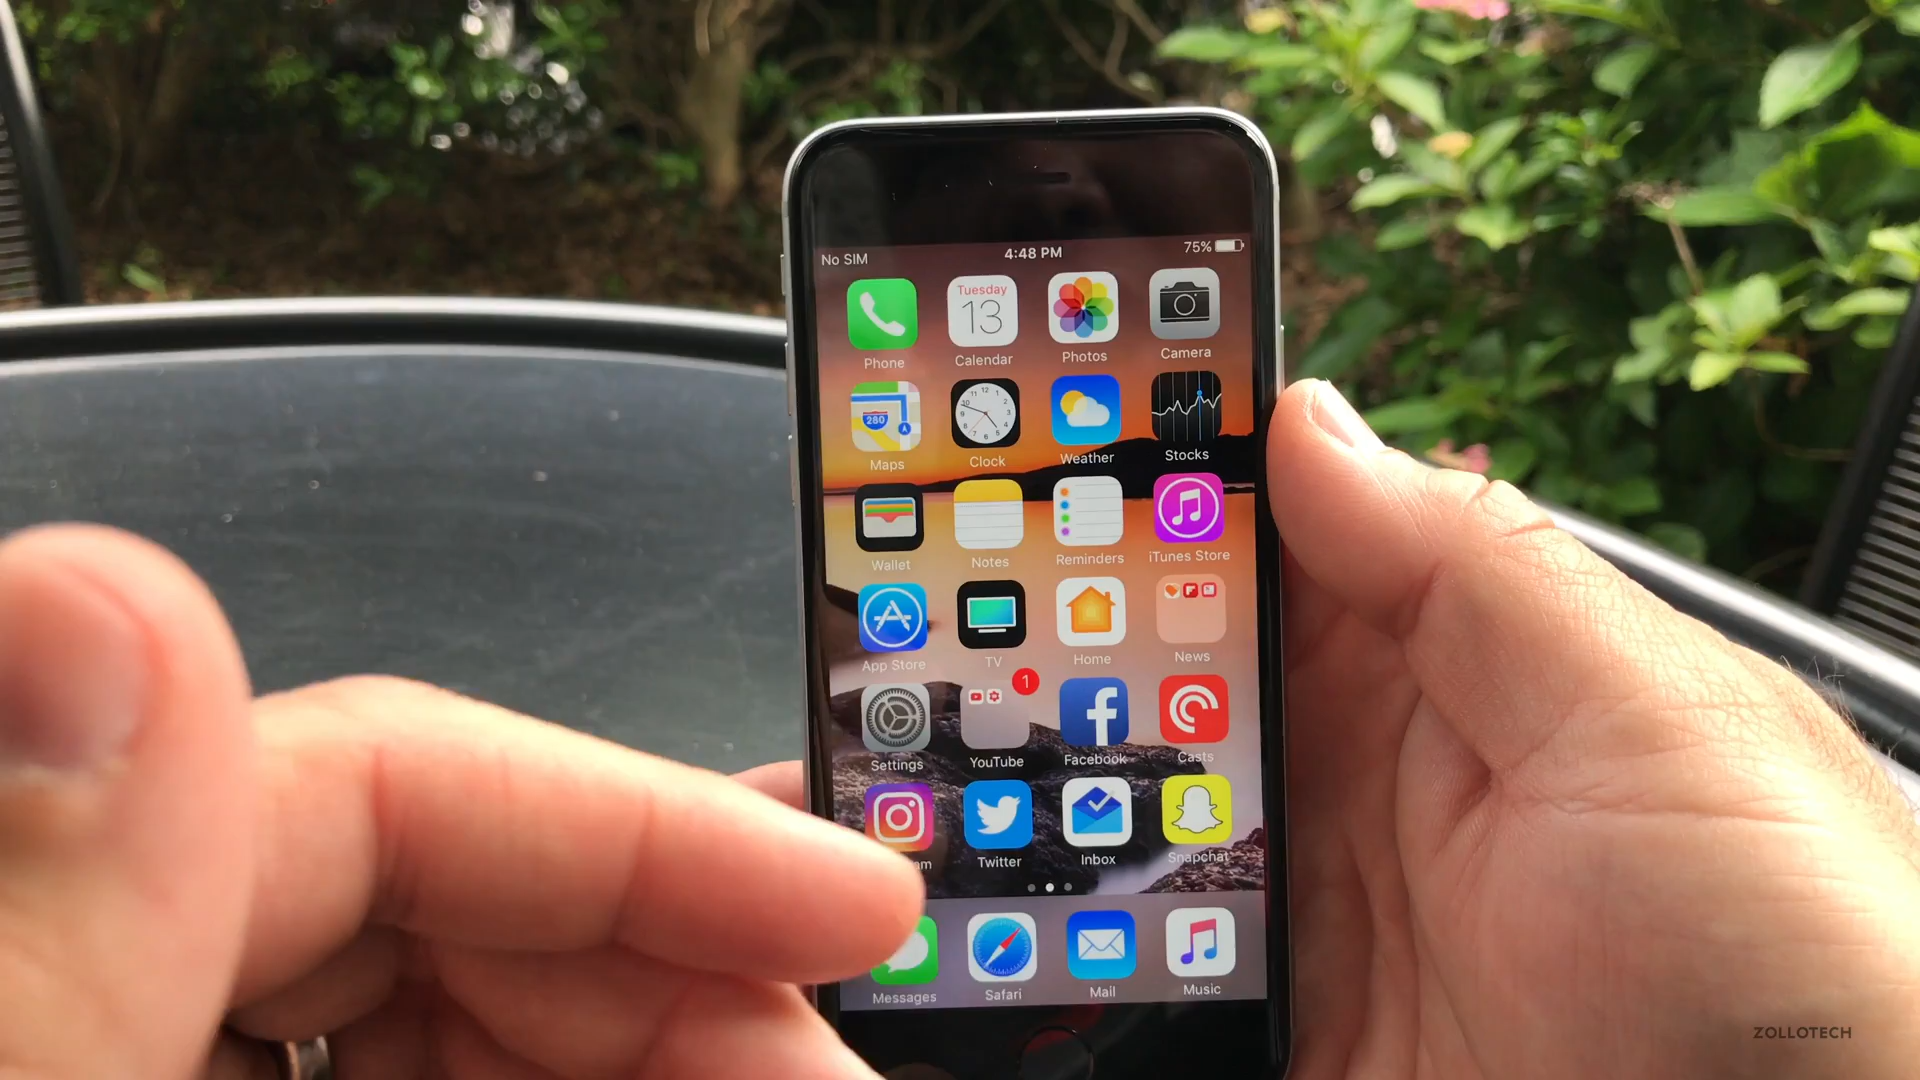 No SIM 4:48 PM 75%
Tuesday
13
Phone Calendar Photos Camera
280
Maps Clock Weather Stocks
Wallet Notes Reminders iTunes Store
App Store TV Home News
1
Settings YouTube Facebook Casts
Twitter Inbox Snapchat
Messages Safari Mail Music
ZOLLOTECH